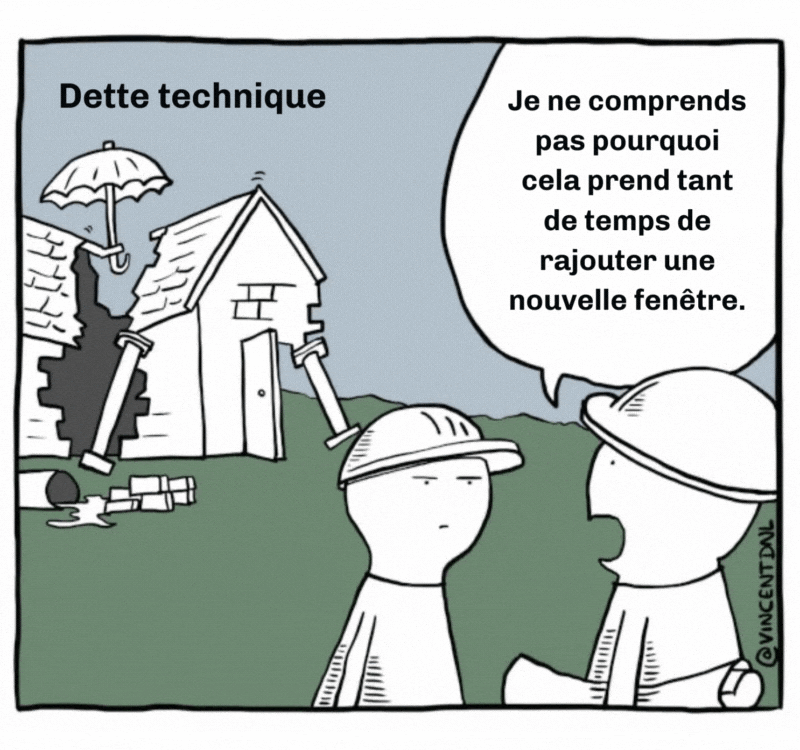 Dette technique
Je ne comprends
pas pourquoi
cela prend tant
de temps de
rajouter une
nouvelle fenêtre.
@VINCENTDNL